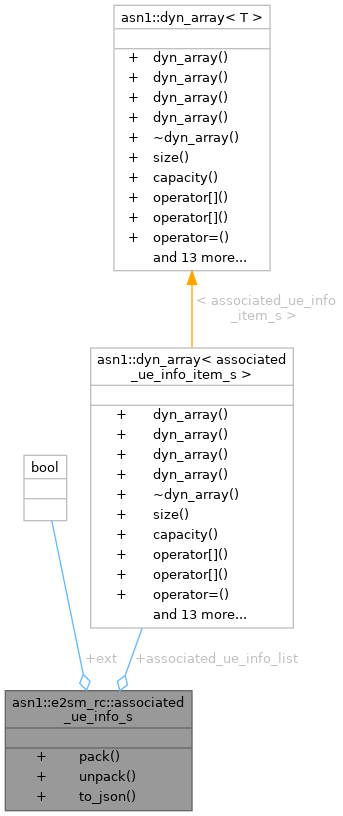 asn1::dyn_array< T >
+ dyn_array()
+ dyn_array()
+ dyn_array()
+ dyn_array()
+ ~dyn_array()
+ size()
+ capacity()
+ operator[]()
+ operator[]()
+ operator=()
and 13 more...
< associated_ue_info
_item_s >
asn1::dyn_array< associated
_ue_info_item_s >
+ dyn_array()
+ dyn_array()
+ dyn_array()
+ dyn_array()
+ ~dyn_array()
+ size()
+ capacity()
+ operator[]()
+ operator[]()
+ operator=()
and 13 more...
bool
+ext
+associated_ue_info_list
asn1::e2sm_rc::associated
_ue_info_s
+ pack()
+ unpack()
+ to_json()